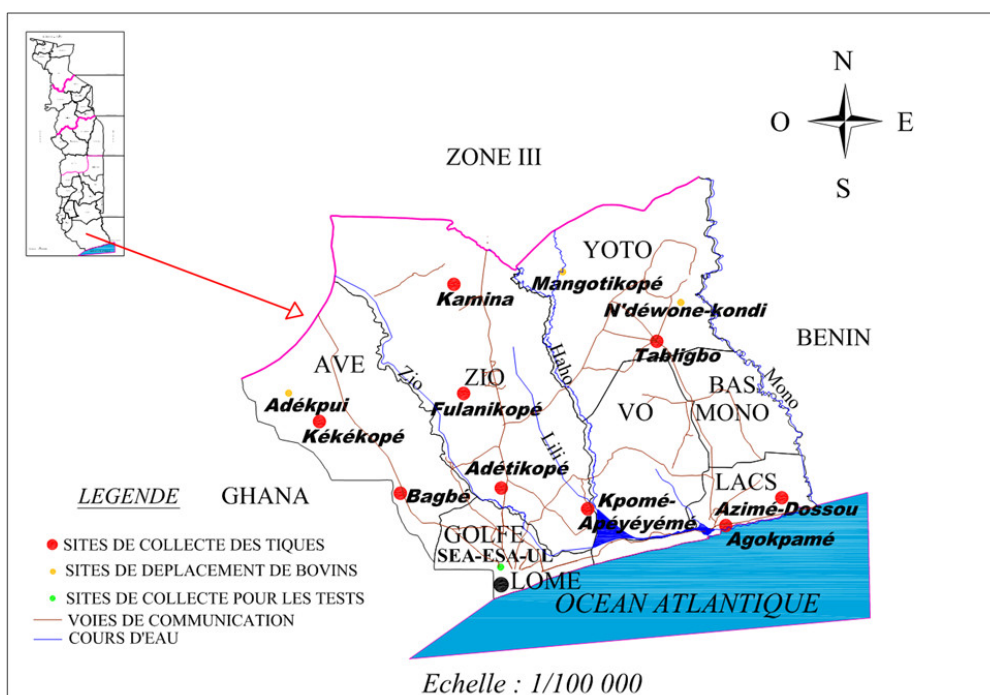 N
O E
S
ZONE III
YOTO
Mangotikopé
Kamina
N'déwone-kondi
BENIN
Tabligbo
Haho
AVE
Zio
ZIO
BAS
MONO
Mono
Adékpui
Fulanikopé
VO
Kékékopé
Lili
Adétikopé
LACS
LEGENDE
GHANA
Bagbé
Kpomé-
Apéyéyémé
Azimé-Dossou
Agokpamé
GOLFE
SEA-ESA-UL
LOME
OCEAN ATLANTIQUE
SITES DE COLLECTE DES TIQUES
SITES DE DEPLACEMENT DE BOVINS
SITES DE COLLECTE POUR LES TESTS
VOIES DE COMMUNICATION
COURS D'EAU
Echelle : 1/100 000